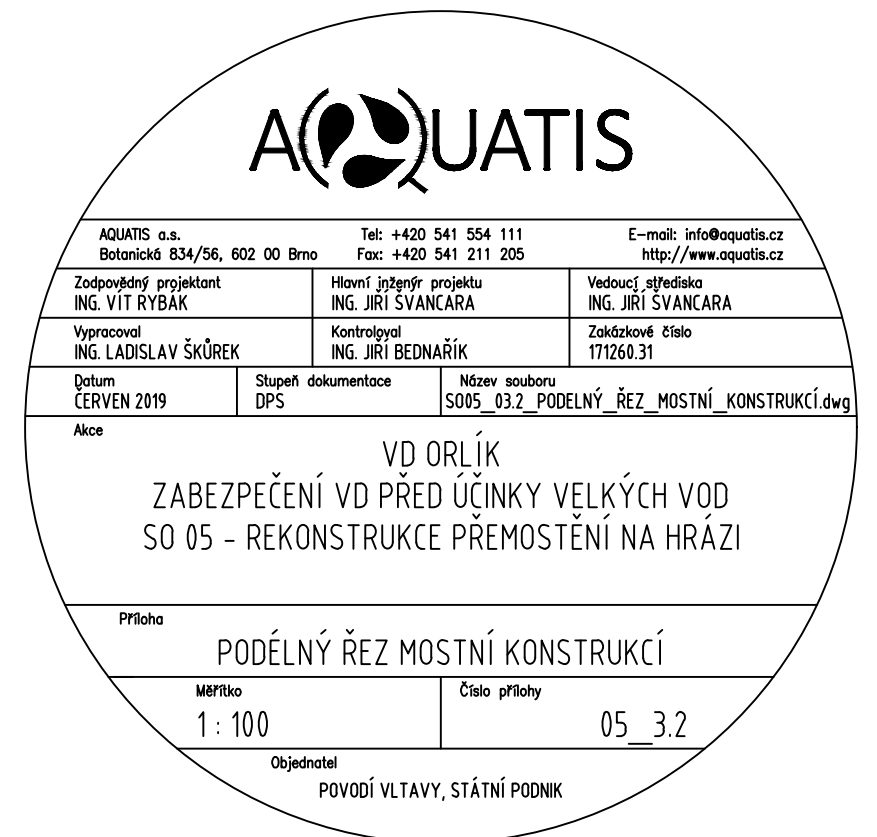 AQUATIS
AQUATIS a.s. Tel: +420 541 554 111 E-mail: info@aquatis.cz
Botanická 834/56, 602 00 Brno Fax: +420 541 211 205 http://www.aquatis.cz
Zodpovědný projektant Hlavní inženýr projektu Vedoucí střediska
ING. VÍT RYBÁK ING. JIŘÍ ŠVANCARA ING. JIŘÍ ŠVANCARA
Vypracoval Kontroloval Zakázkové číslo
ING. LADISLAV ŠKŮREK ING. JIŘÍ BEDNAŘÍK 171260.31
Datum Stupeň dokumentace Název souboru
ČERVEN 2019 DPS SO05_03.2_PODELNÝ_ŘEZ_MOSTNÍ_KONSTRUKCÍ.dwg
Akce
VD ORLÍK
ZABEZPEČENÍ VD PŘED ÚČINKY VELKÝCH VOD
SO 05 - REKONSTRUKCE PŘEMOSTĚNÍ NA HRÁZI
Příloha
PODÉLNÝ ŘEZ MOSTNÍ KONSTRUKCÍ
Měřítko Číslo přílohy
1 : 100 05_3.2
Objednatel
POVODÍ VLTAVY, STÁTNÍ PODNIK